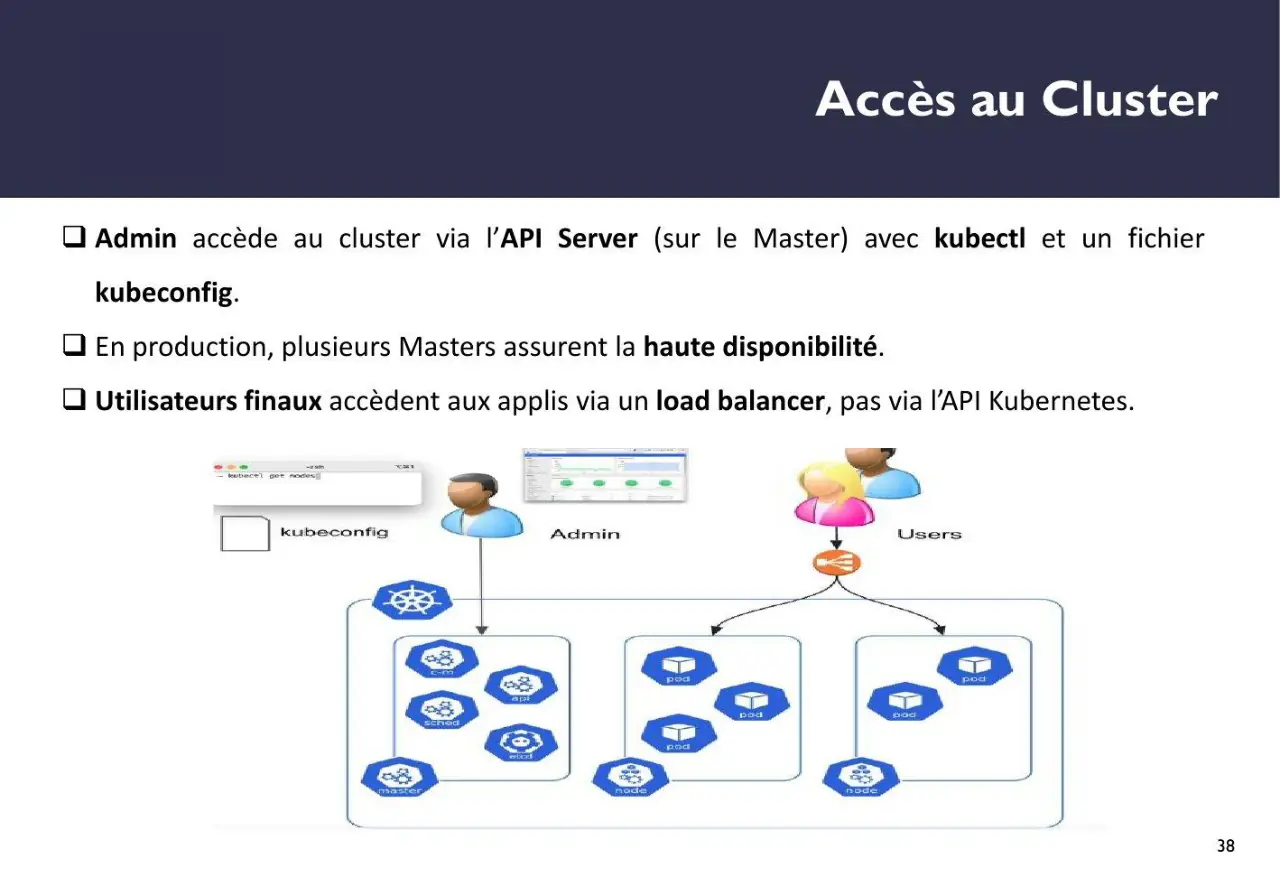 Accès au Cluster
❑ Admin accède au cluster via l’API Server (sur le Master) avec kubectl et un fichier
kubeconfig.
❑ En production, plusieurs Masters assurent la haute disponibilité.
❑ Utilisateurs finaux accèdent aux applis via un load balancer, pas via l’API Kubernetes.
kubectl get nodes
kubeconfig
Admin
Users
c-m
api
sched
etcd
master
pod
pod
pod
node
pod
pod
node
38